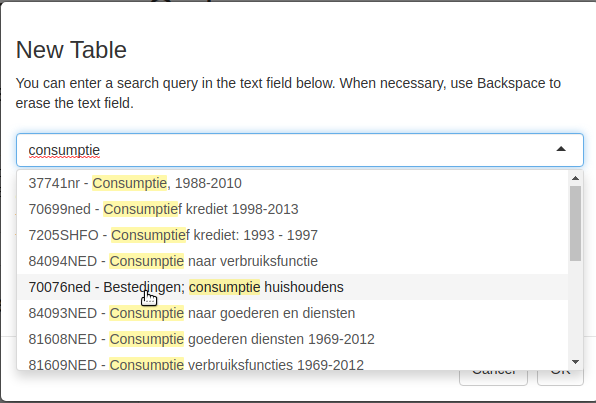 New Table
You can enter a search query in the text field below. When necessary, use Backspace to
erase the text field.
consumptie
37741nr - Consumptie, 1988-2010
70699ned - Consumptief krediet 1998-2013
7205SHFO - Consumptief krediet: 1993 - 1997
84094NED - Consumptie naar verbruiksfunctie
70076ned - Bestedingen; consumptie huishoudens
84093NED - Consumptie naar goederen en diensten
81608NED - Consumptie goederen diensten 1969-2012
81609NED - Consumptie verbruiksfuncties 1969-2012
Cancel OK